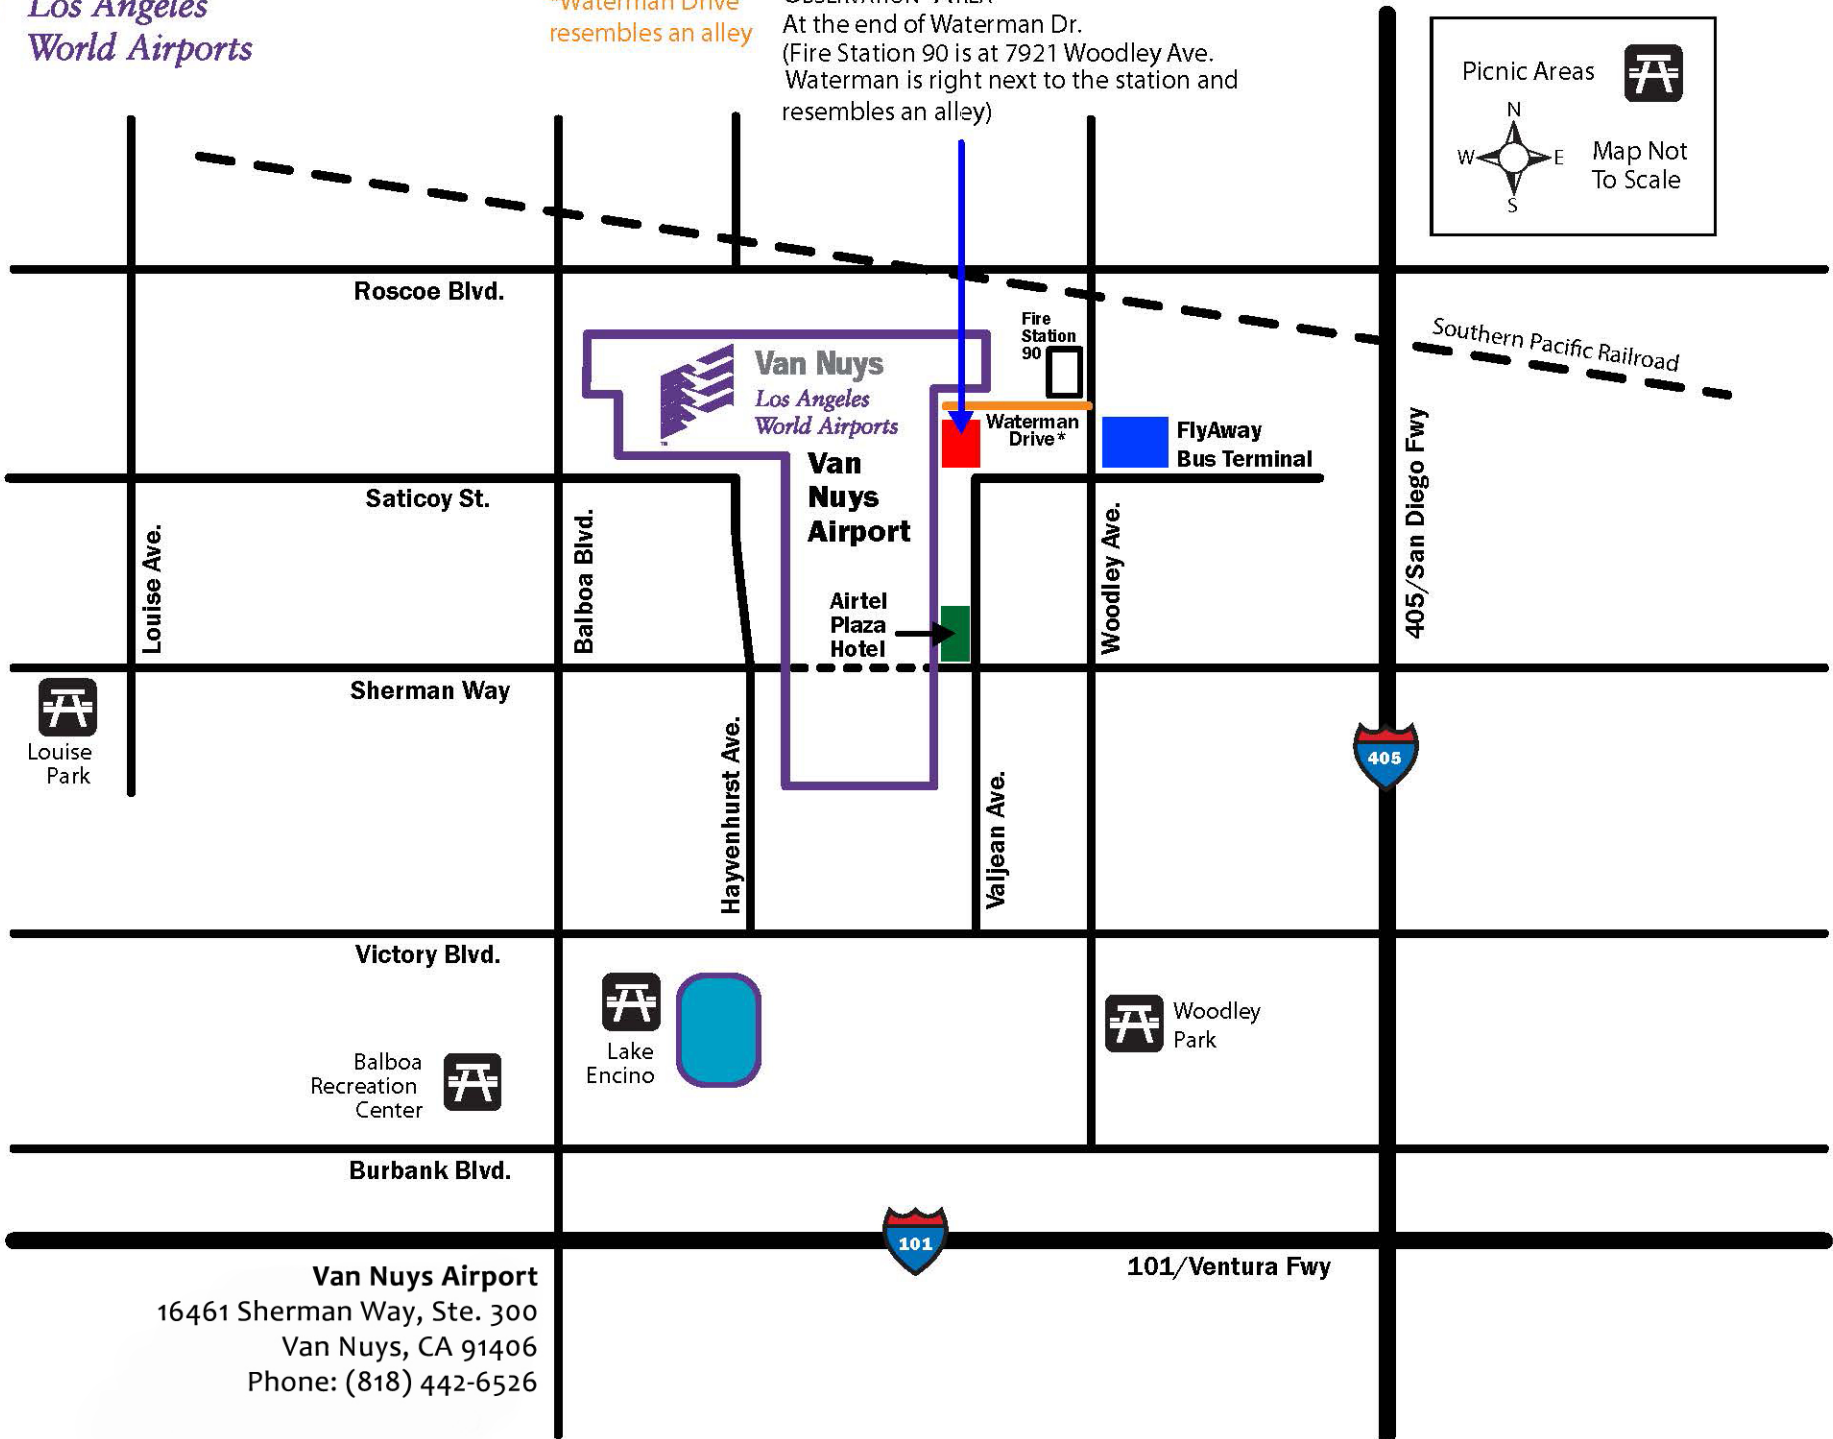 Los Angeles
World Airports
*Waterman Drive
resembles an alley
OBSERVATION AREA
At the end of Waterman Dr.
(Fire Station 90 is at 7921 Woodley Ave.
Waterman is right next to the station and
resembles an alley)
Picnic Areas
N
W
E
S
Map Not
To Scale
Roscoe Blvd.
Southern Pacific Railroad
Fire
Station
90
Van Nuys
Los Angeles
World Airports
TM
Waterman
Drive*
FlyAway
Bus Terminal
Van
Nuys
Airport
Saticoy St.
Louise Ave.
Balboa Blvd.
Woodley Ave.
405/San Diego Fwy
Airtel
Plaza
Hotel
Sherman Way
Louise
Park
Hayvenhurst Ave.
Valjean Ave.
405
Victory Blvd.
Lake
Encino
Woodley
Park
Balboa
Recreation
Center
Burbank Blvd.
101
101/Ventura Fwy
Van Nuys Airport
16461 Sherman Way, Ste. 300
Van Nuys, CA 91406
Phone: (818) 442-6526